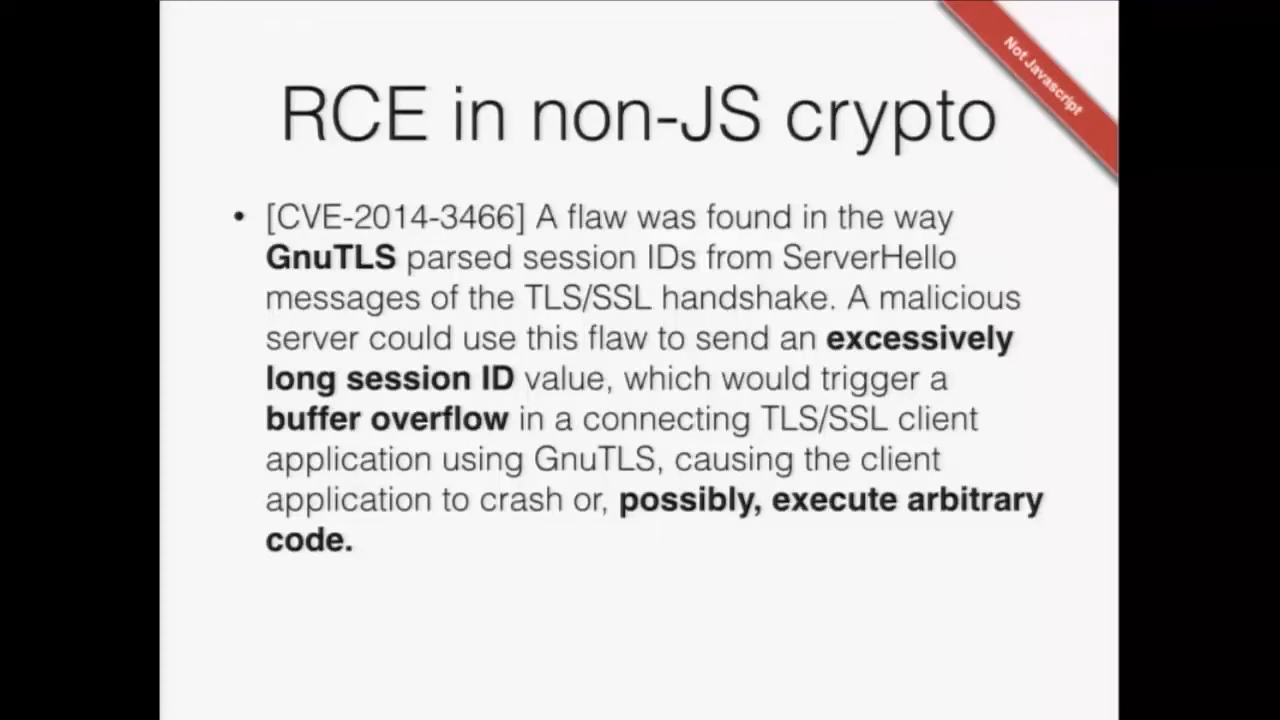 Not Javascript
RCE in non-JS crypto
• [CVE-2014-3466] A flaw was found in the way
GnuTLS parsed session IDs from ServerHello
messages of the TLS/SSL handshake. A malicious
server could use this flaw to send an excessively
long session ID value, which would trigger a
buffer overflow in a connecting TLS/SSL client
application using GnuTLS, causing the client
application to crash or, possibly, execute arbitrary
code.